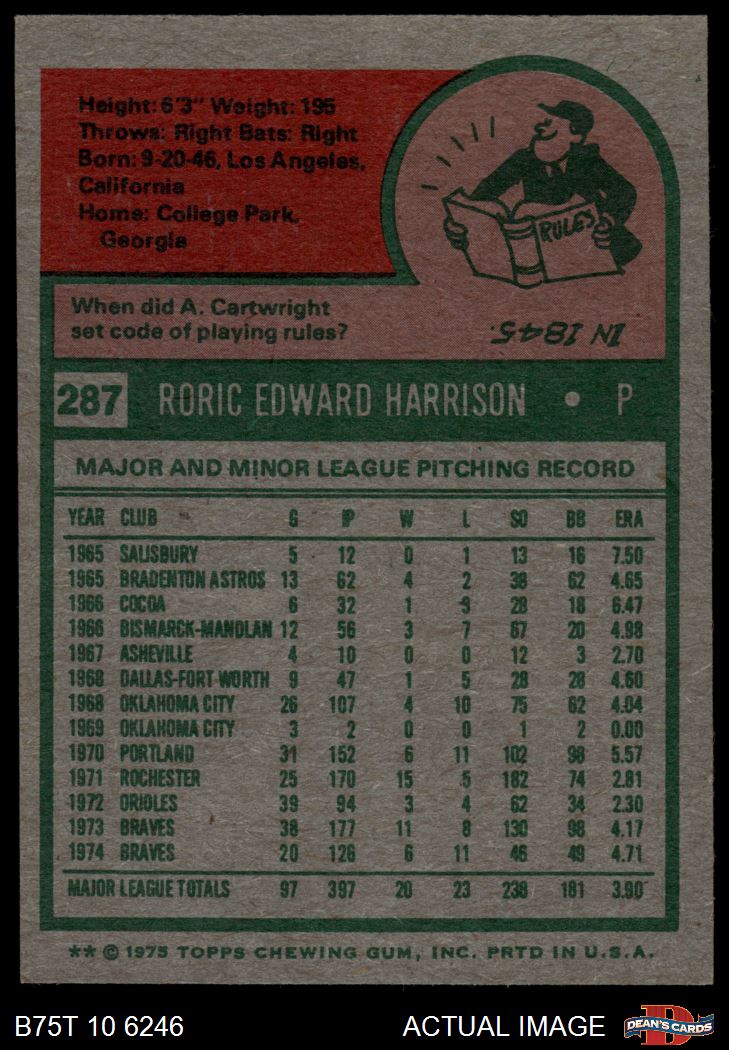 Height: 6'3" Weight: 195
Throws: Right Bats: Right
Born: 9-20-46, Los Angeles,
California
Home: College Park,
Georgia
RULES
When did A. Cartwright
set code of playing rules?
IN 1845.
287 RORIC EDWARD HARRISON • P
MAJOR AND MINOR LEAGUE PITCHING RECORD
YEAR CLUB G IP W L SO BB ERA
1965 SALISBURY 5 12 0 1 13 16 7.50
1965 BRADENTON ASTROS 13 62 4 2 38 62 4.65
1966 COCOA 6 32 1 3 28 18 6.47
1966 BISMARCK-MANDLAN 12 56 3 7 67 20 4.98
1967 ASHEVILLE 4 10 0 0 12 3 2.70
1968 DALLAS-FORT WORTH 9 47 1 5 28 28 4.60
1968 OKLAHOMA CITY 26 107 4 10 75 62 4.04
1969 OKLAHOMA CITY 3 2 0 0 1 2 0.00
1970 PORTLAND 31 152 6 11 102 98 5.57
1971 ROCHESTER 25 170 15 5 182 74 2.81
1972 ORIOLES 39 94 3 4 62 34 2.30
1973 BRAVES 38 177 11 8 130 98 4.17
1974 BRAVES 20 126 6 11 46 49 4.71
MAJOR LEAGUE TOTALS 97 397 20 23 238 181 3.90
** © 1975 TOPPS CHEWING GUM, INC. PRTD IN U.S.A.
B75T 10 6246 ACTUAL IMAGE DEAN'S CARDS